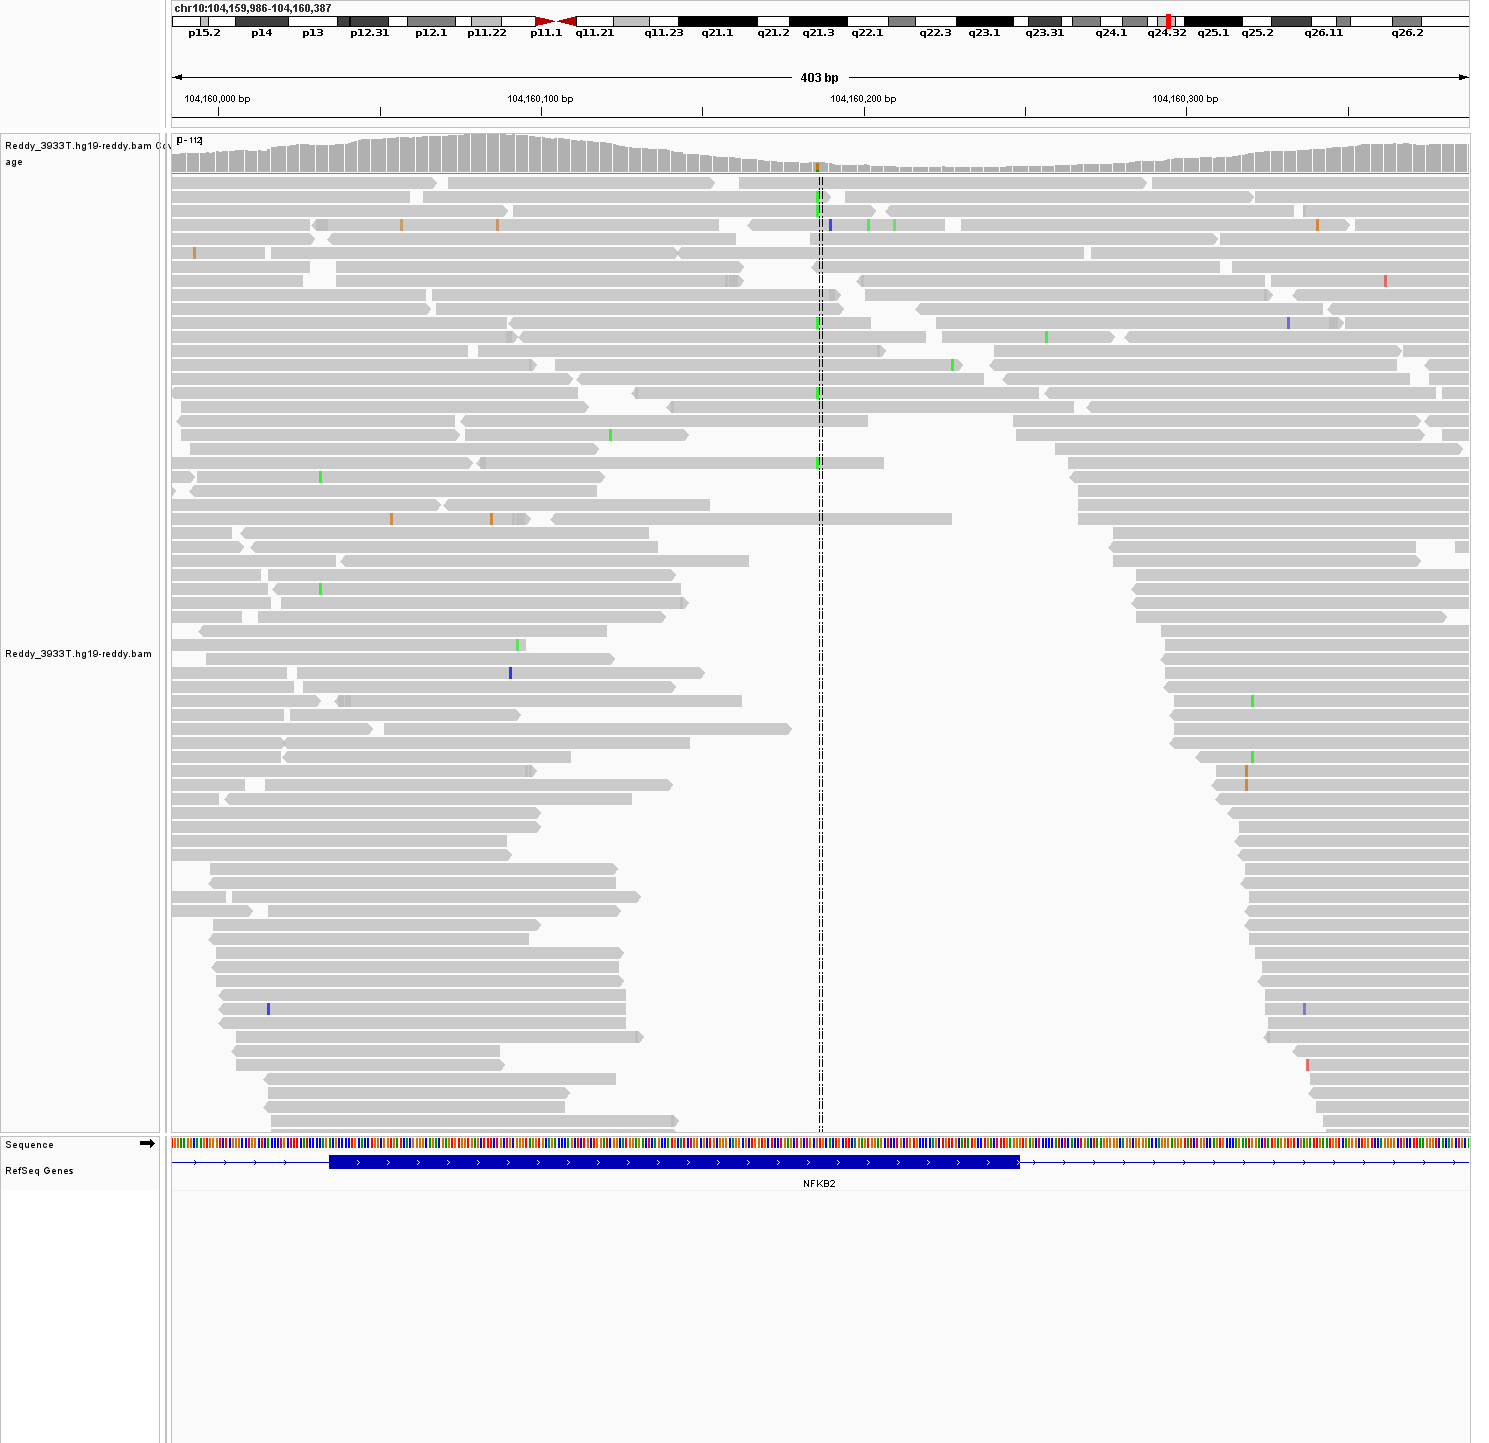 chr10:104,159,986-104,160,387
p15.2 p14 p13 p12.31 p12.1 p11.22 p11.1 q11.21 q11.23 q21.1 q21.2 q21.3 q22.1 q22.3 q23.1 q23.31 q24.1 q24.32 q25.1 q25.2 q26.11 q26.2
403 bp
104,160,000 bp 104,160,100 bp 104,160,200 bp 104,160,300 bp
[0 - 112]
Reddy_3933T.hg19-reddy.bam Cov
age
Reddy_3933T.hg19-reddy.bam
Sequence
RefSeq Genes
NFKB2